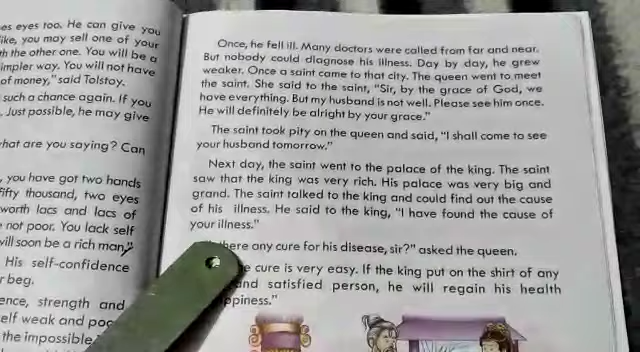 es eyes too. He can give you
like, you may sell one of your
th the other one. You will be a
impler way. You will not have
of money," said Tolstoy.
such a chance again. If you
. Just possible, he may give
hat are you saying? Can
, you have got two hands
fifty thousand, two eyes
worth lacs and lacs of
not poor. You lack self
will soon be a rich man,"
His self-confidence
r beg.
ence, strength and
elf weak and
the impossible
Once, he fell ill. Many doctors were called from far and near.
But nobody could diagnose his illness. Day by day, he grew
weaker. Once a saint came to that city. The queen went to meet
the saint. She said to the saint, "Sir, by the grace of God, we
have everything. But my husband is not well. Please see him once.
He will definitely be alright by your grace."
The saint took pity on the queen and said, "I shall come to see
your husband tomorrow."
Next day, the saint went to the palace of the king. The saint
saw that the king was very rich. His palace was very big and
grand. The saint talked to the king and could find out the cause
of his illness. He said to the king, "I have found the cause of
your illness."
there any cure for his disease, sir?" asked the queen.
e cure is very easy. If the king put on the shirt of any
and satisfied person, he will regain his health
ppiness."